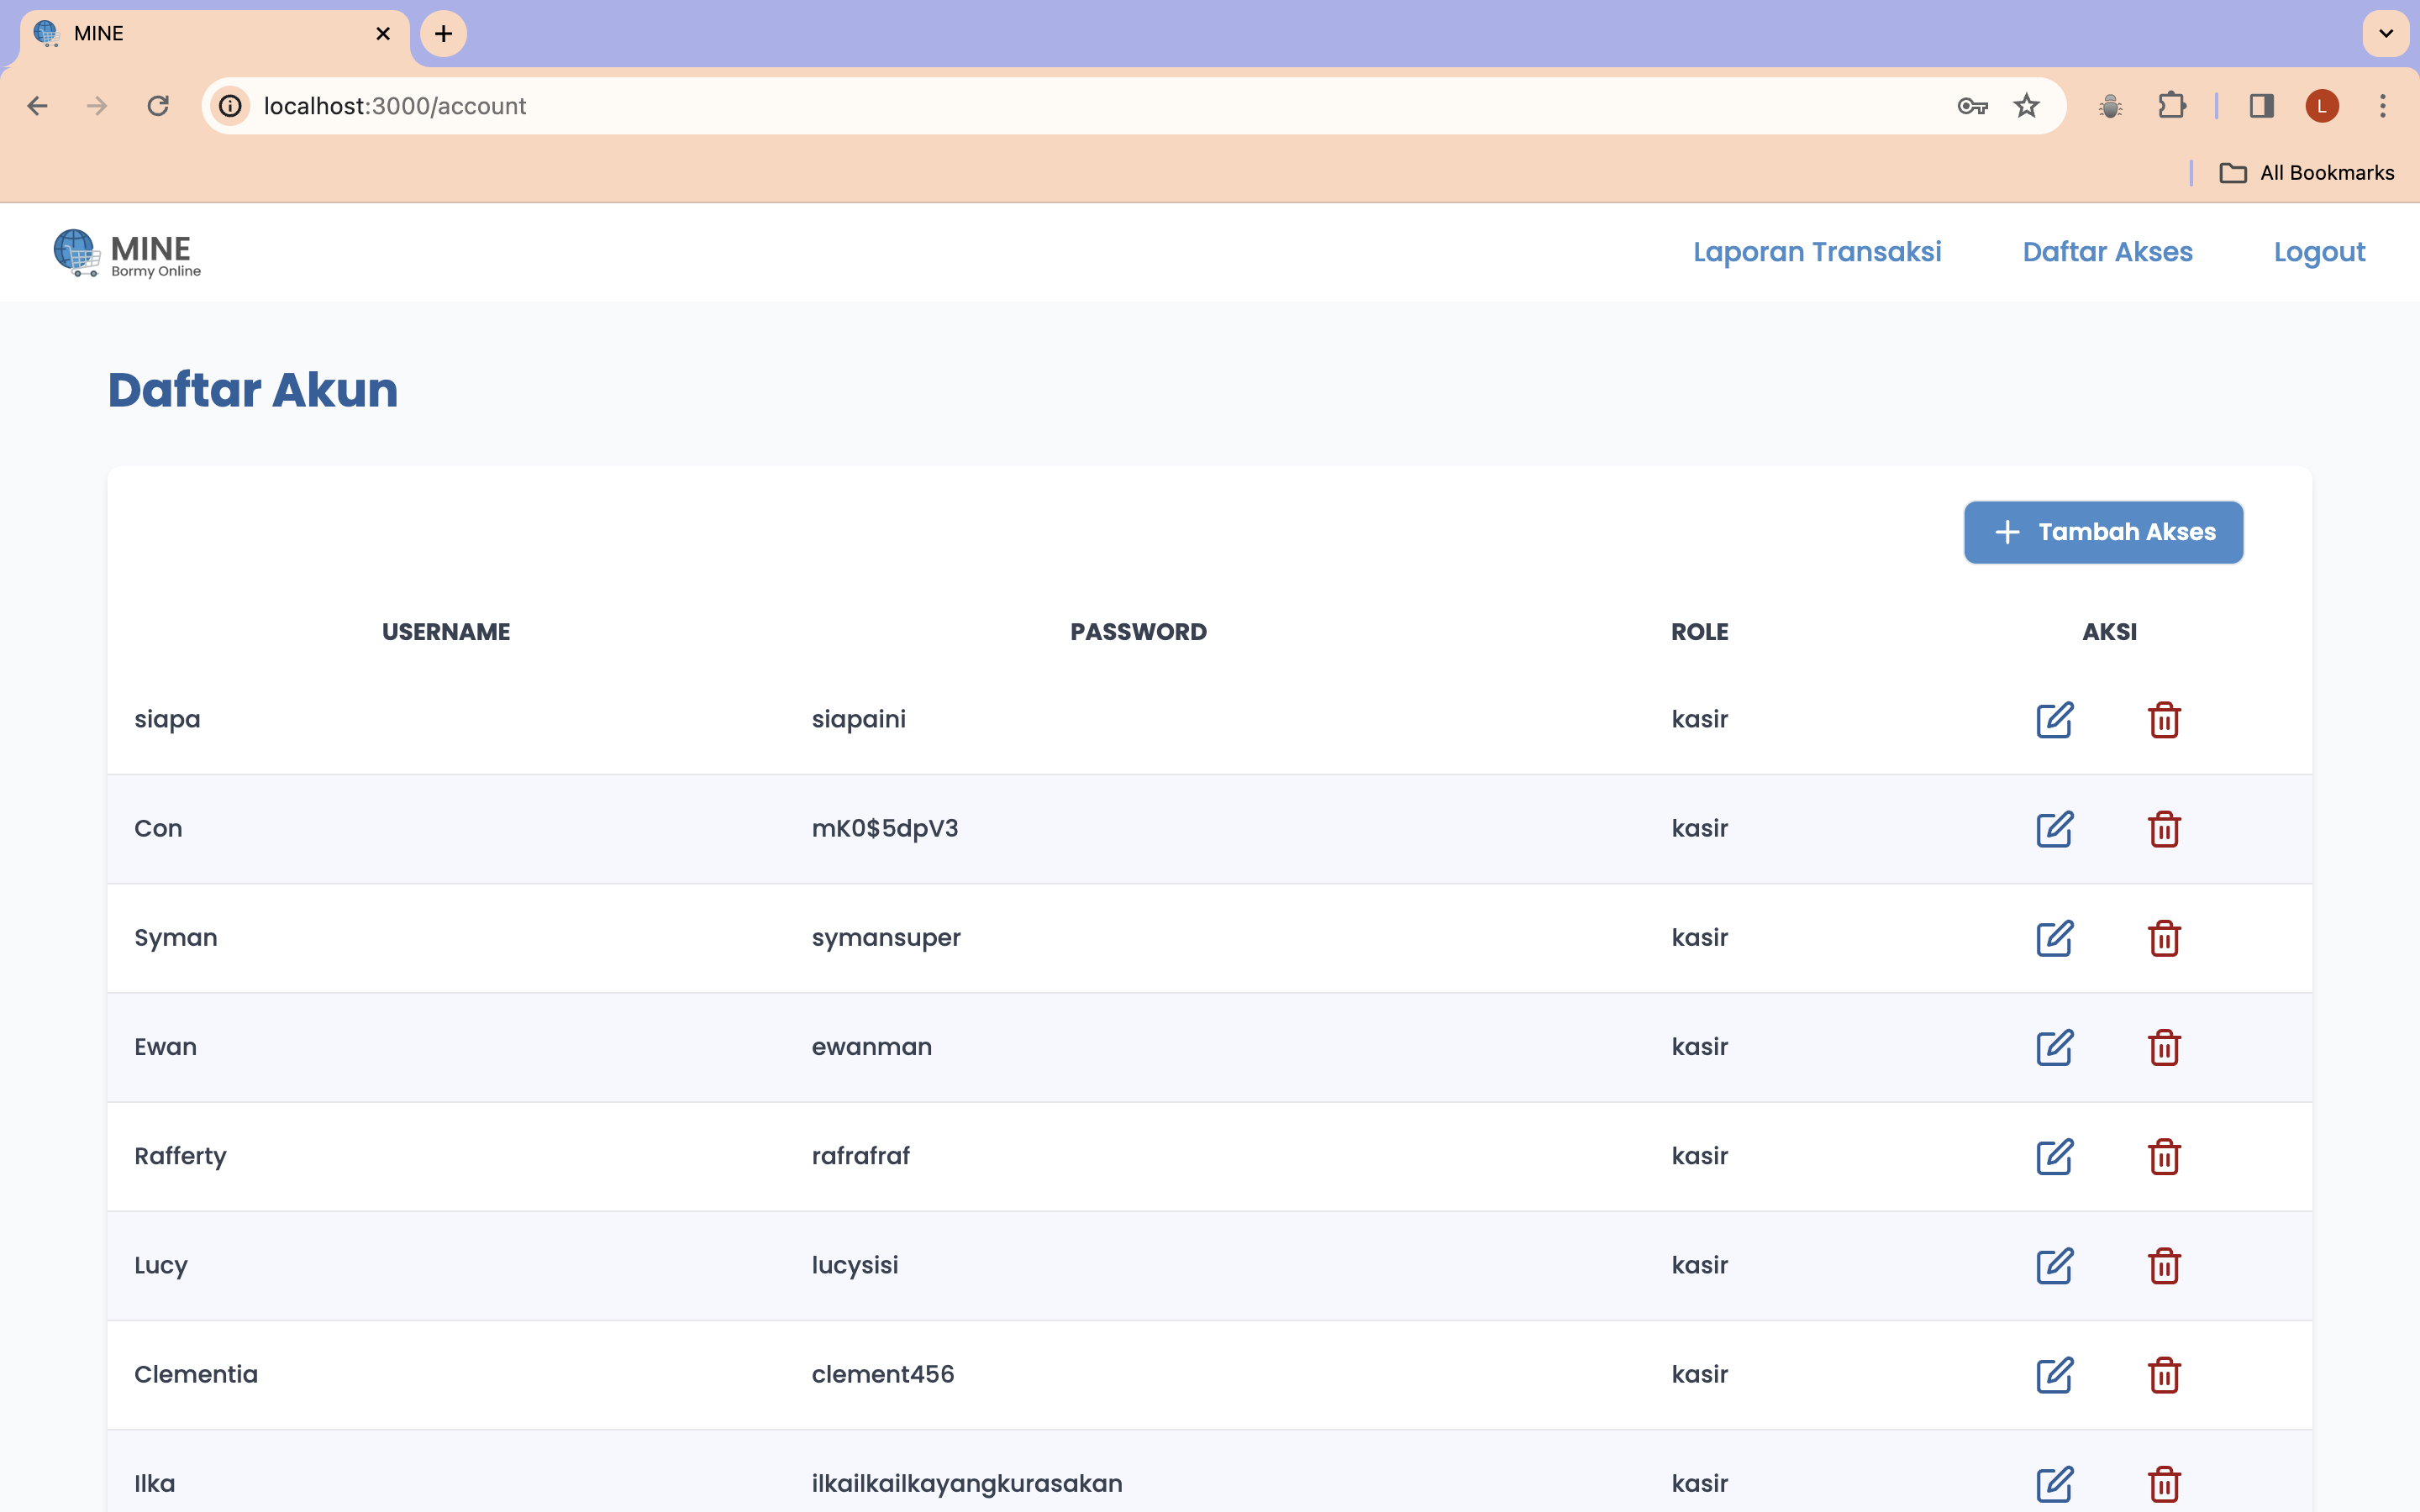 MINE
localhost:3000/account
L
All Bookmarks
MINE
Bormy Online
Laporan Transaksi Daftar Akses Logout
Daftar Akun
Tambah Akses
USERNAME PASSWORD ROLE AKSI
siapa siapaini kasir
Con mK0$5dpV3 kasir
Syman symansuper kasir
Ewan ewanman kasir
Rafferty rafrafraf kasir
Lucy lucysisi kasir
Clementia clement456 kasir
Ilka ilkailkailkayangkurasakan kasir